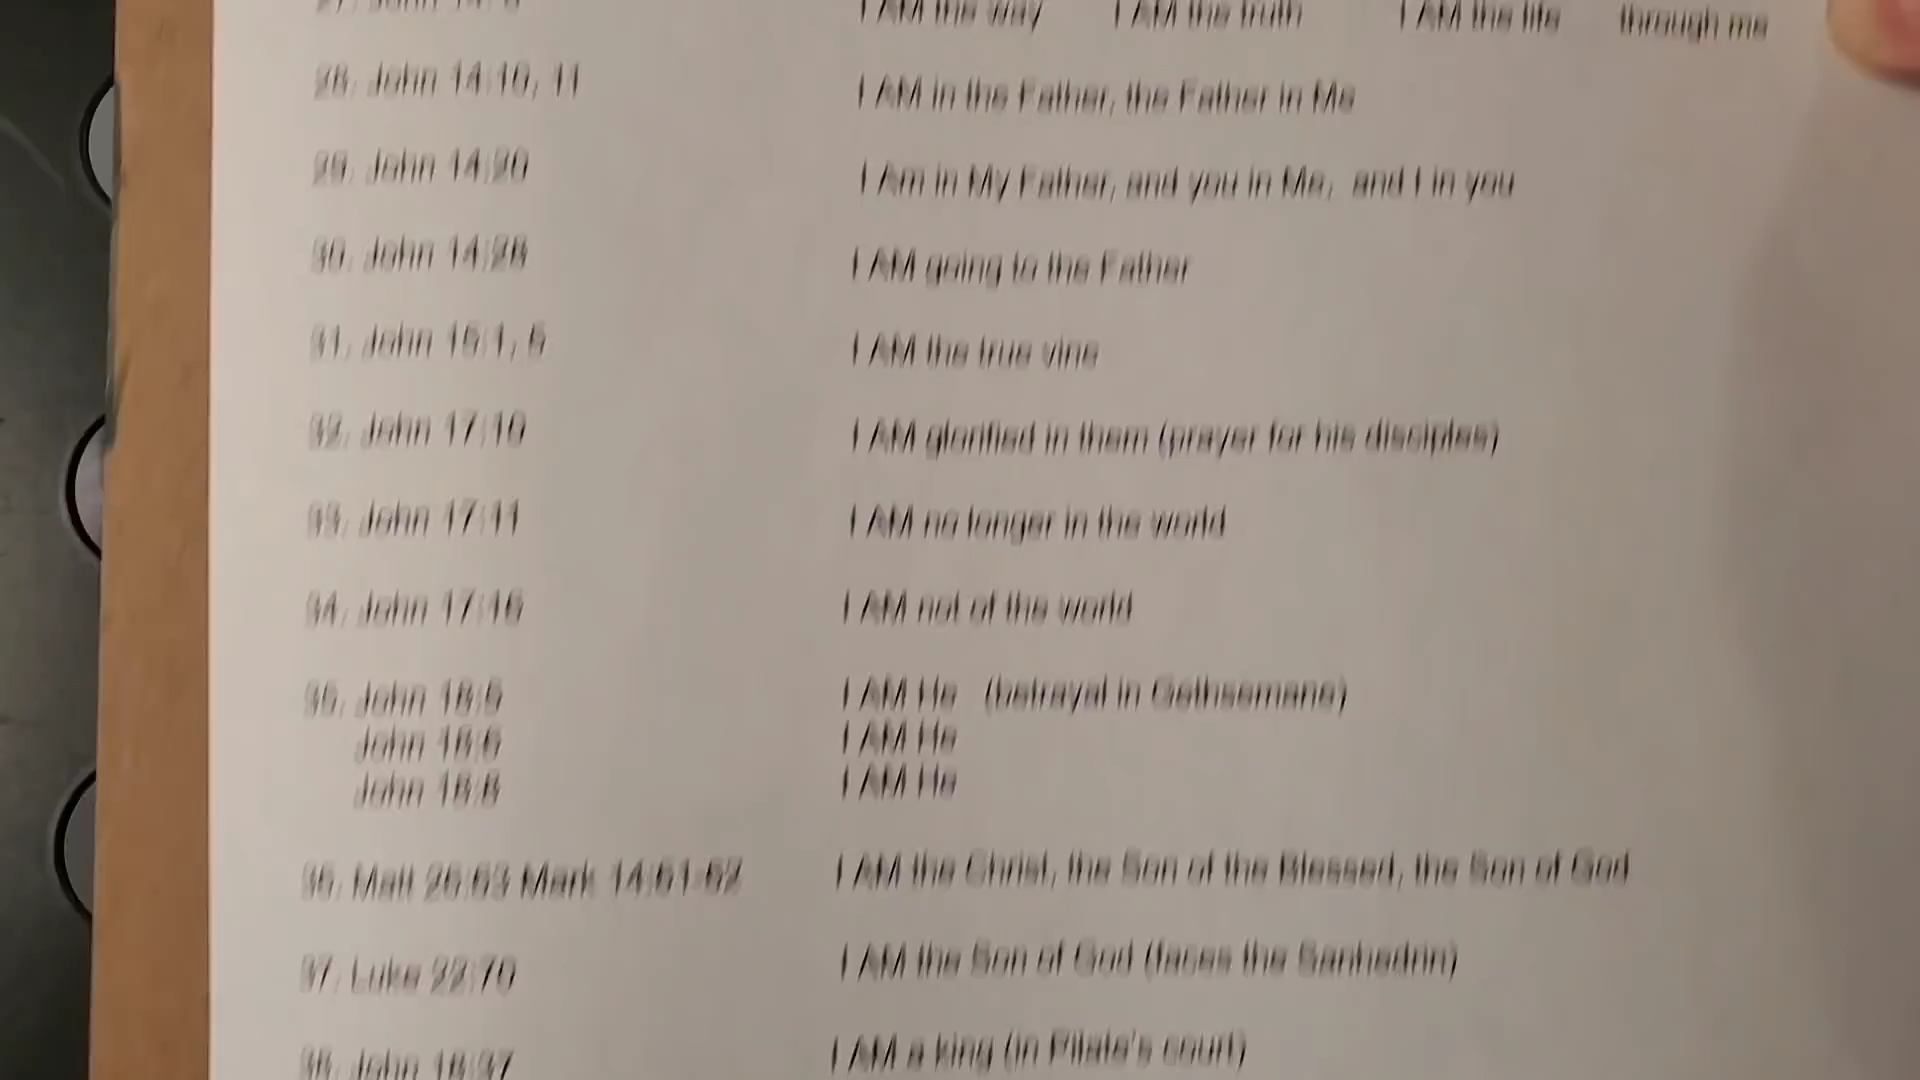 27. John 14: 6 I AM the way I AM the truth I AM the life through me
28. John 14:10, 11 I AM in the Father, the Father in Me
29. John 14:20 I Am in My Father, and you in Me, and I in you
30. John 14:28 I AM going to the Father
31. John 15:1, 5 I AM the true vine
32. John 17:10 I AM glorified in them (prayer for his disciples)
33. John 17:11 I AM no longer in the world
34. John 17:16 I AM not of the world
35. John 18:5 I AM He (betrayal in Gethsemane)
John 18:6 I AM He
John 18:8 I AM He
36. Matt 26:63 Mark 14:61-62 I AM the Christ, the Son of the Blessed, the Son of God
37. Luke 22:70 I AM the Son of God (faces the Sanhedrin)
38. John 18:37 I AM a king (in Pilate's court)